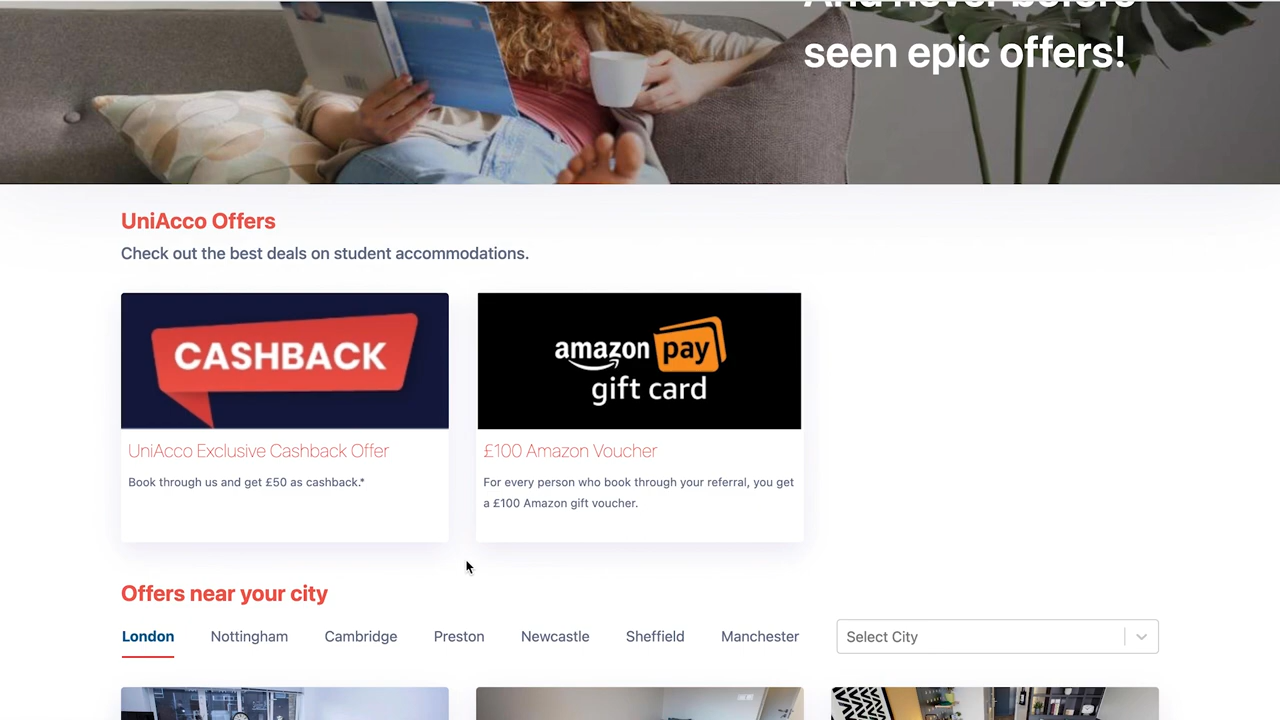 And never before
seen epic offers!
UniAcco Offers
Check out the best deals on student accommodations.
CASHBACK
amazon pay
gift card
UniAcco Exclusive Cashback Offer
£100 Amazon Voucher
Book through us and get £50 as cashback.*
For every person who book through your referral, you get
a £100 Amazon gift voucher.
Offers near your city
London
Nottingham
Cambridge
Preston
Newcastle
Sheffield
Manchester
Select City